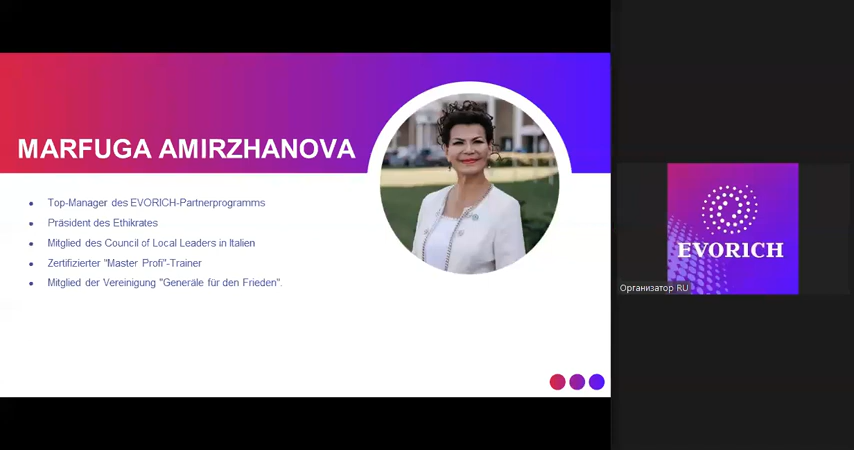 MARFUGA AMIRZHANOVA
Top-Manager des EVORICH-Partnerprogramms
Präsident des Ethikrates
Mitglied des Council of Local Leaders in Italien
Zertifizierter "Master Profi"-Trainer
Mitglied der Vereinigung "Generäle für den Frieden".
EVORICH
Организатор RU